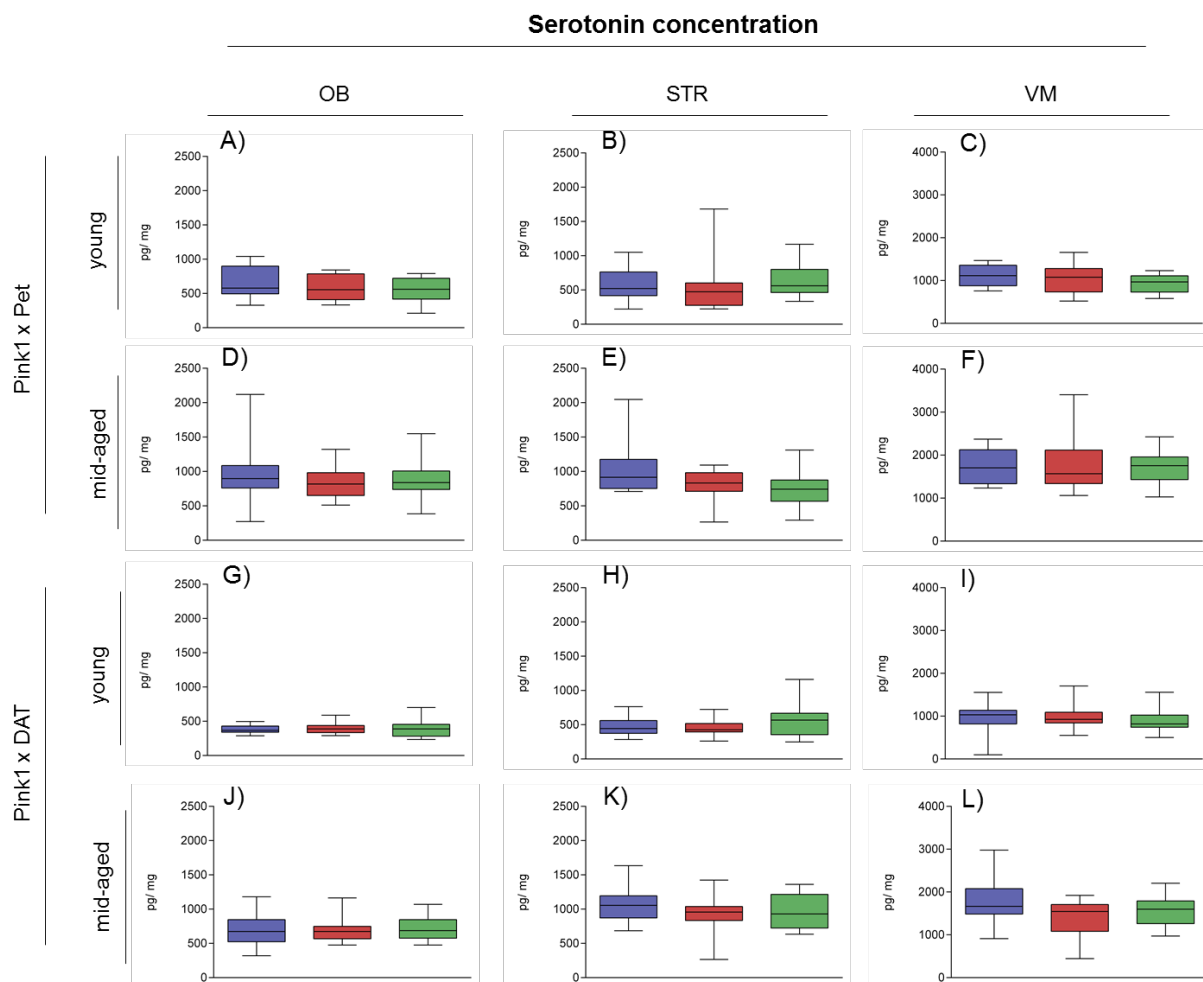 Serotonin concentration
OB STR VM
Pink1 x Pet
young
A)
2500
2000
1500
1000
500
0
pg/ mg
B)
2500
2000
1500
1000
500
0
pg/ mg
C)
4000
3000
2000
1000
0
pg/ mg
mid-aged
D)
2500
2000
1500
1000
500
0
pg/ mg
E)
2500
2000
1500
1000
500
0
pg/ mg
F)
4000
3000
2000
1000
0
pg/ mg
Pink1 x DAT
young
G)
2500
2000
1500
1000
500
0
pg/ mg
H)
2500
2000
1500
1000
500
0
pg/ mg
I)
4000
3000
2000
1000
0
pg/ mg
mid-aged
J)
2500
2000
1500
1000
500
0
pg/ mg
K)
2500
2000
1500
1000
500
0
pg/ mg
L)
4000
3000
2000
1000
0
pg/ mg